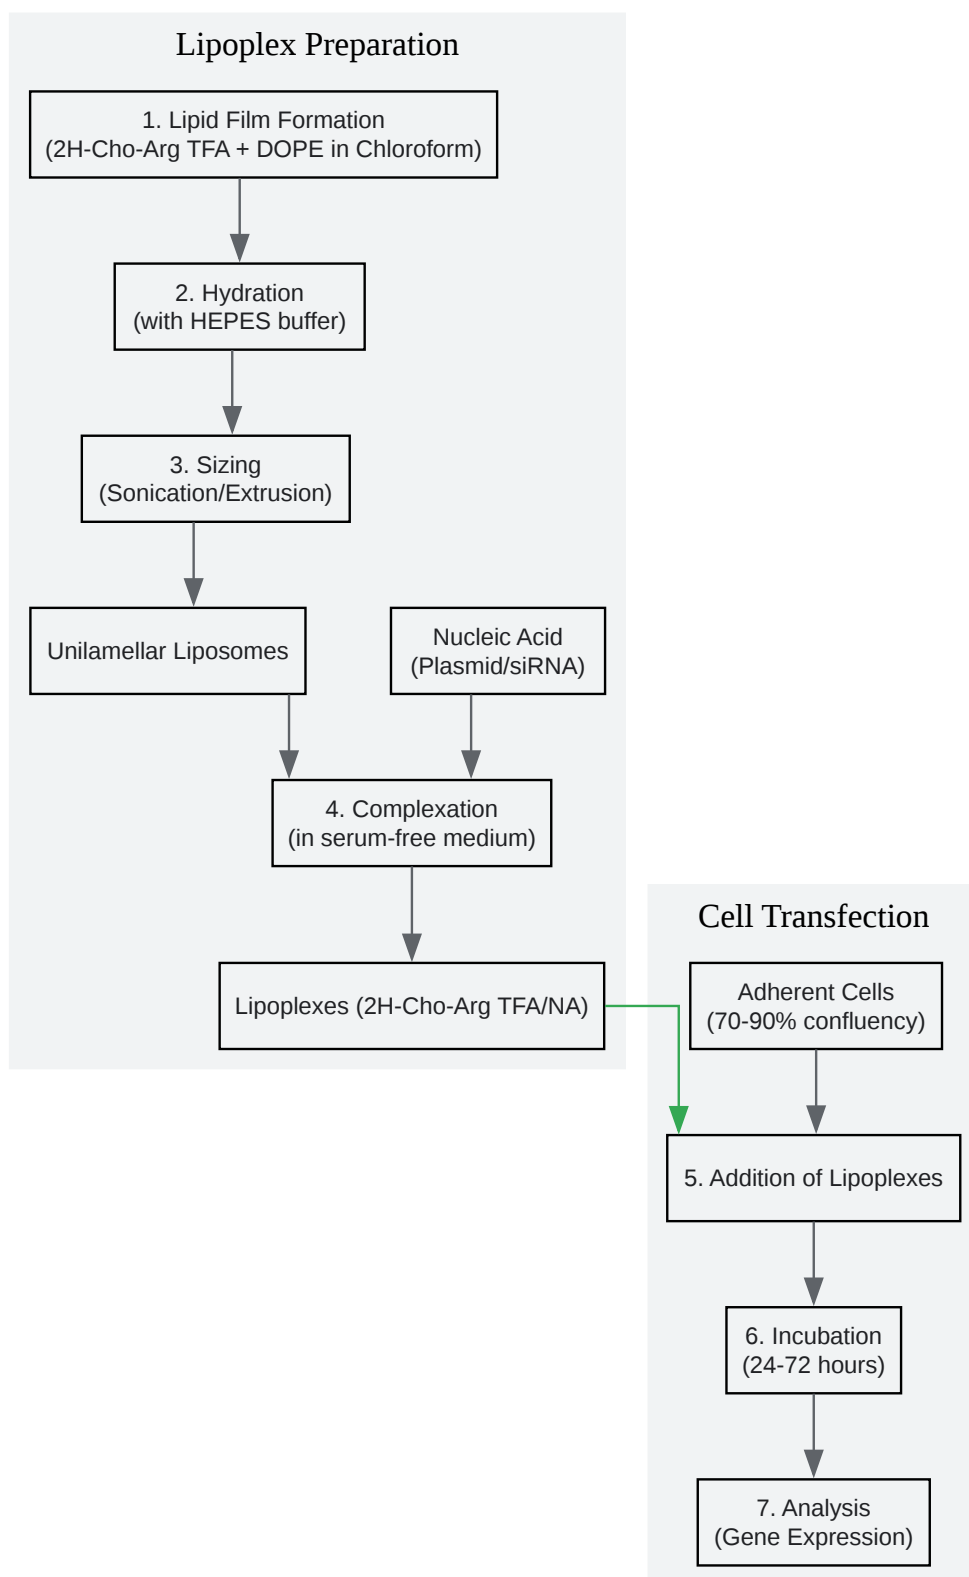 Lipoplex Preparation
1. Lipid Film Formation
(2H-Cho-Arg TFA + DOPE in Chloroform)
2. Hydration
(with HEPES buffer)
3. Sizing
(Sonication/Extrusion)
Unilamellar Liposomes
Nucleic Acid
(Plasmid/siRNA)
4. Complexation
(in serum-free medium)
Lipoplexes (2H-Cho-Arg TFA/NA)
Cell Transfection
Adherent Cells
(70-90% confluency)
5. Addition of Lipoplexes
6. Incubation
(24-72 hours)
7. Analysis
(Gene Expression)